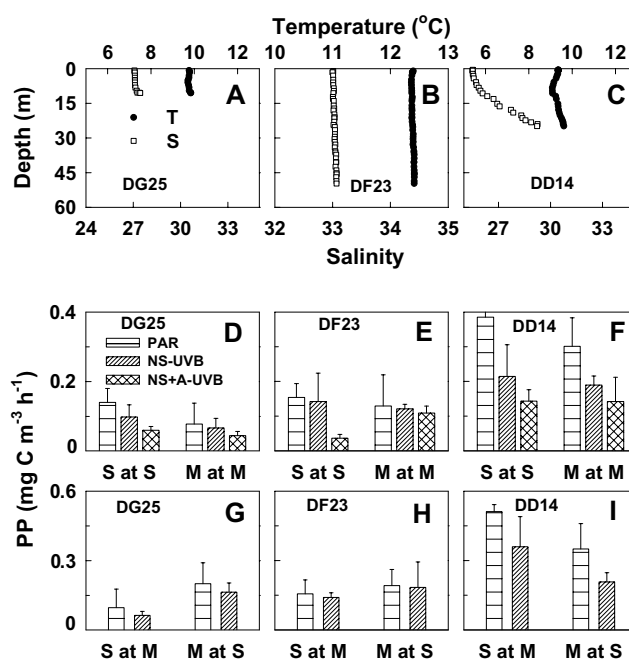 Temperature (°C)
6 8 10 12 10 11 12 13 6 8 10 12
Depth (m)
0
15
30
45
60
A
B
C
T
S
DG25
DF23
DD14
24 27 30 33 32 33 34 35 24 27 30 33
Salinity
PP (mg C m⁻³ h⁻¹)
0.4
0.2
0
DG25
D
PAR
NS-UVB
NS+A-UVB
DF23
E
DD14
F
S at S M at M S at S M at M S at S M at M
0.6
0.3
0
DG25
G
DF23
H
DD14
I
S at M M at S S at M M at S S at M M at S